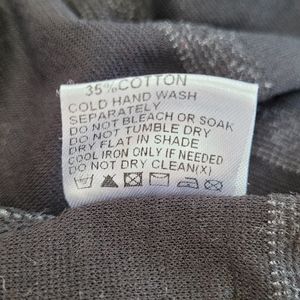 35%COTTON
COLD HAND WASH
SEPARATELY
DO NOT BLEACH OR SOAK
DO NOT TUMBLE DRY
DRY FLAT IN SHADE
COOL IRON ONLY IF NEEDED
DO NOT DRY CLEAN(X)